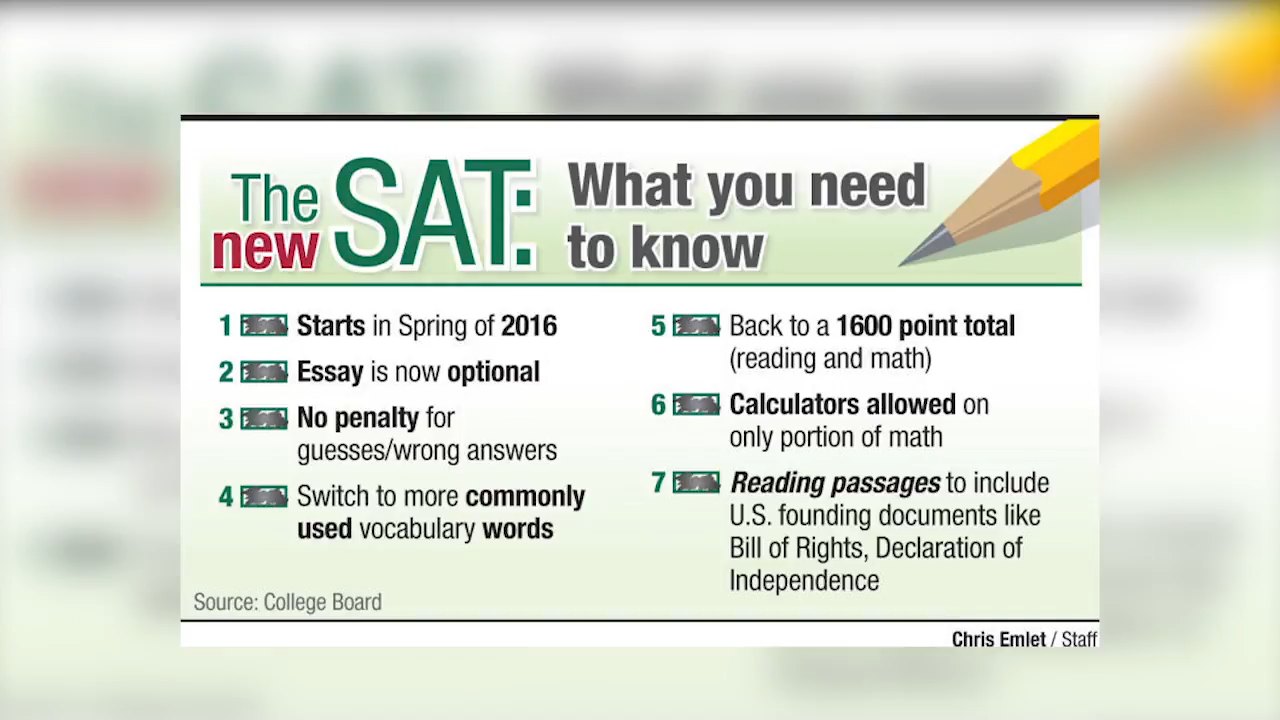 The new SAT: What you need
to know
1 Starts in Spring of 2016
2 Essay is now optional
3 No penalty for
guesses/wrong answers
4 Switch to more commonly
used vocabulary words
5 Back to a 1600 point total
(reading and math)
6 Calculators allowed on
only portion of math
7 Reading passages to include
U.S. founding documents like
Bill of Rights, Declaration of
Independence
Source: College Board
Chris Emlet / Staff